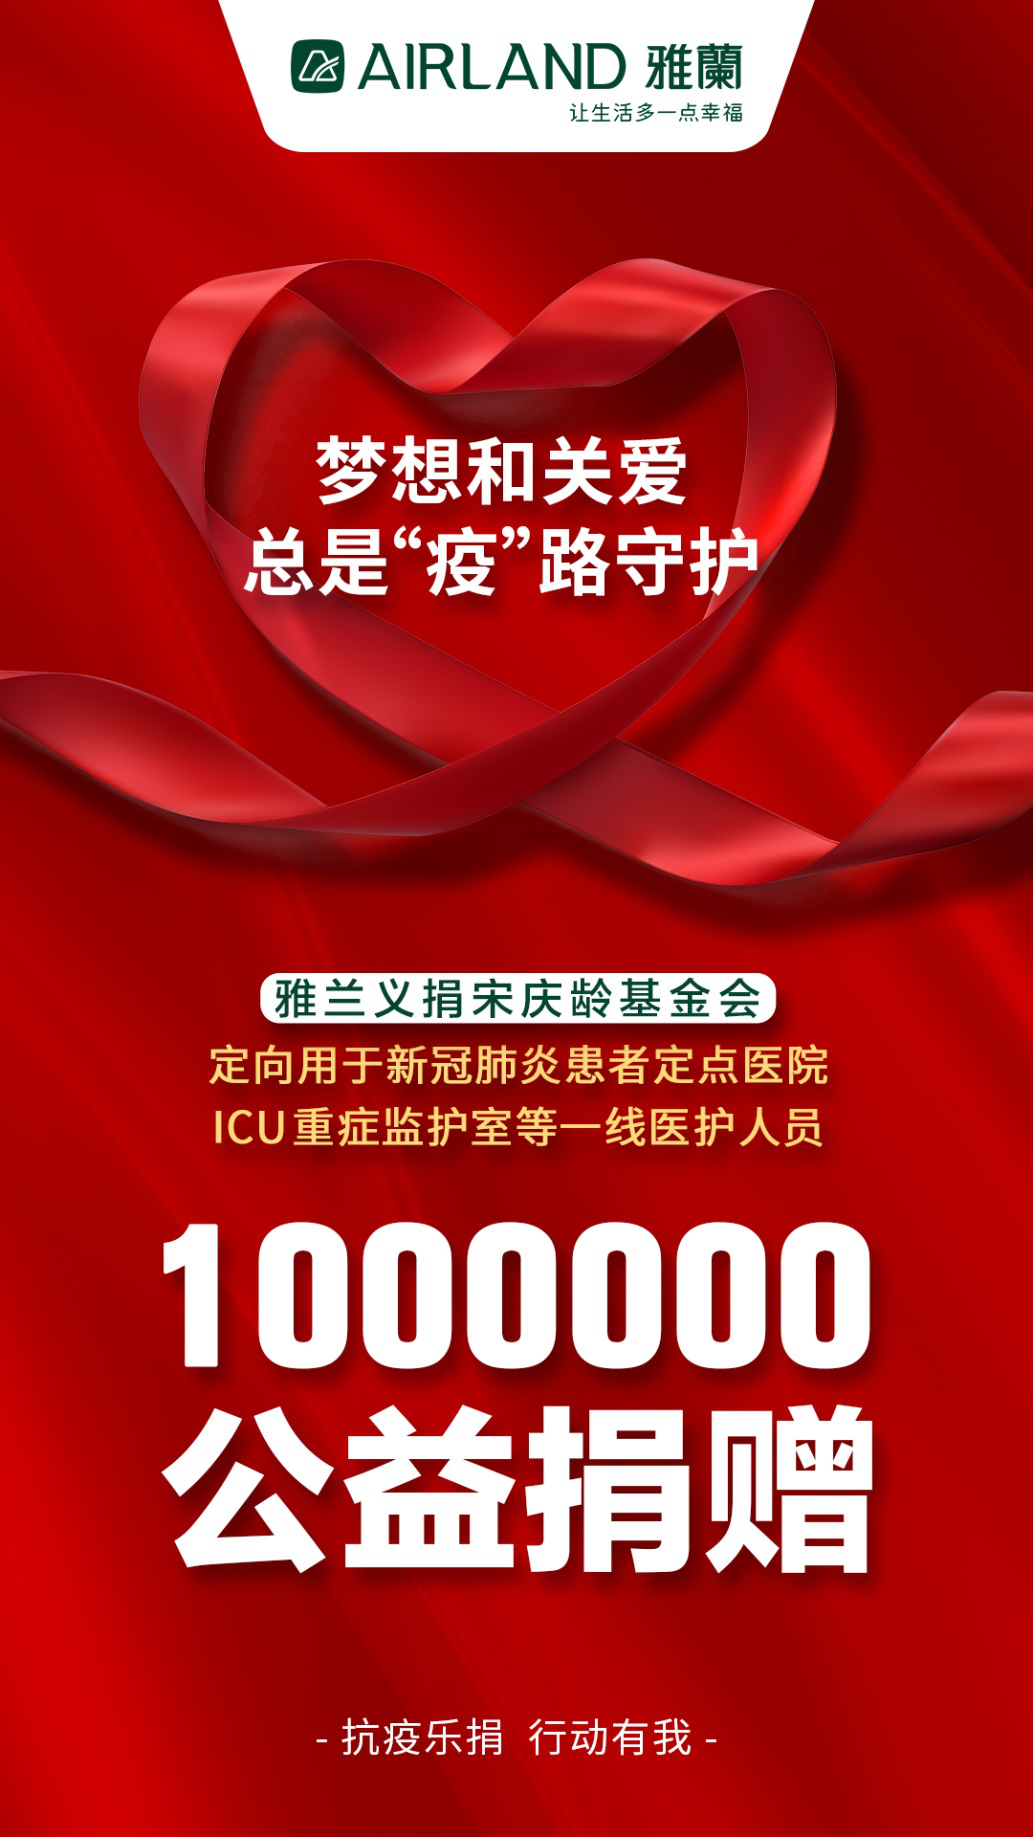 AIRLAND 雅蘭
让生活多一点幸福
梦想和关爱
总是“疫”路守护
雅兰义捐宋庆龄基金会
定向用于新冠肺炎患者定点医院
ICU重症监护室等一线医护人员
1000000
公益捐赠
- 抗疫乐捐 行动有我 -